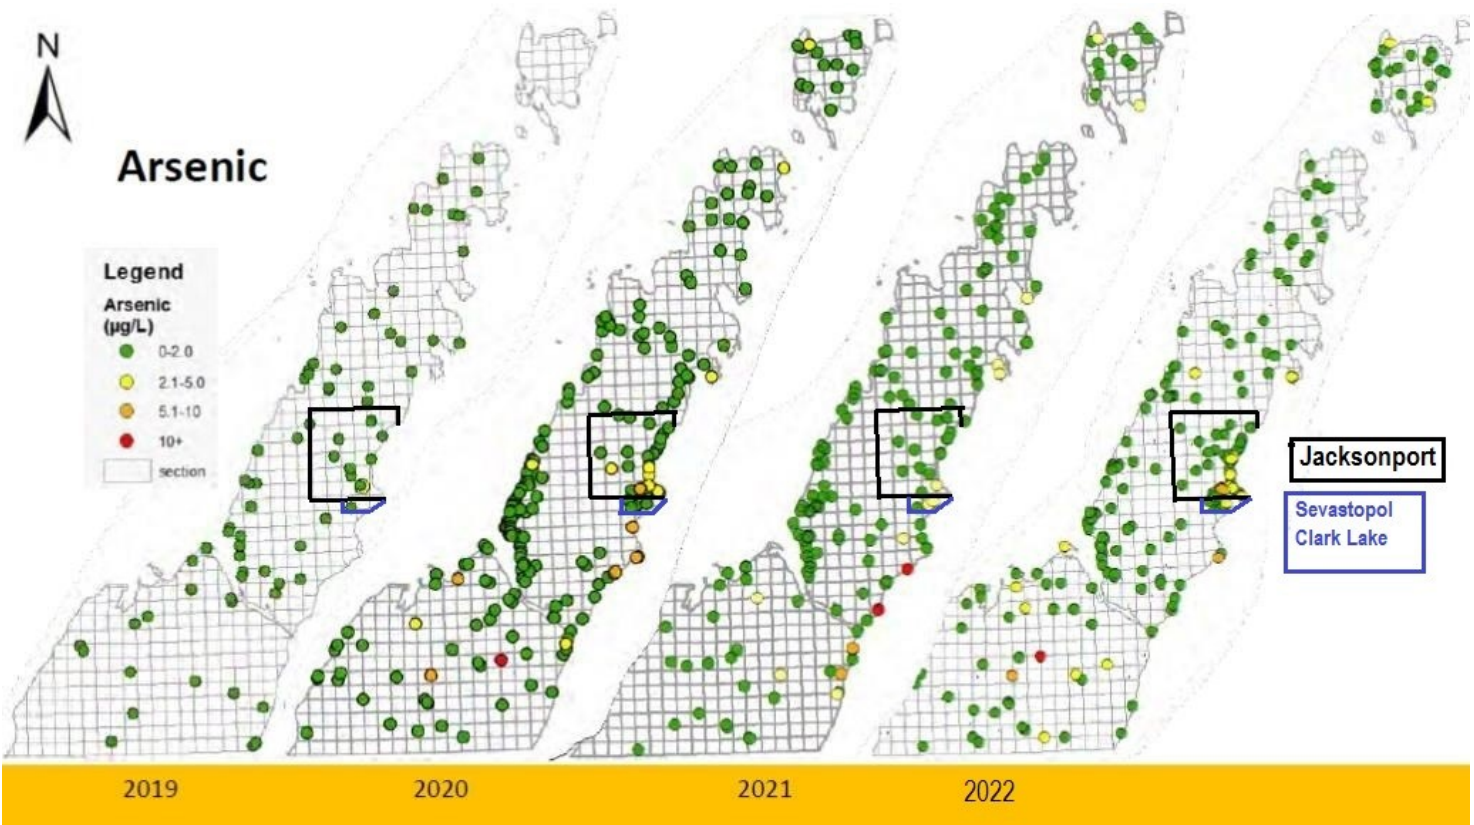 N
Arsenic
Legend
Arsenic
(µg/L)
0-2.0
2.1-5.0
5.1-10
10+
section
Jacksonport
Sevastopol
Clark Lake
2019
2020
2021
2022